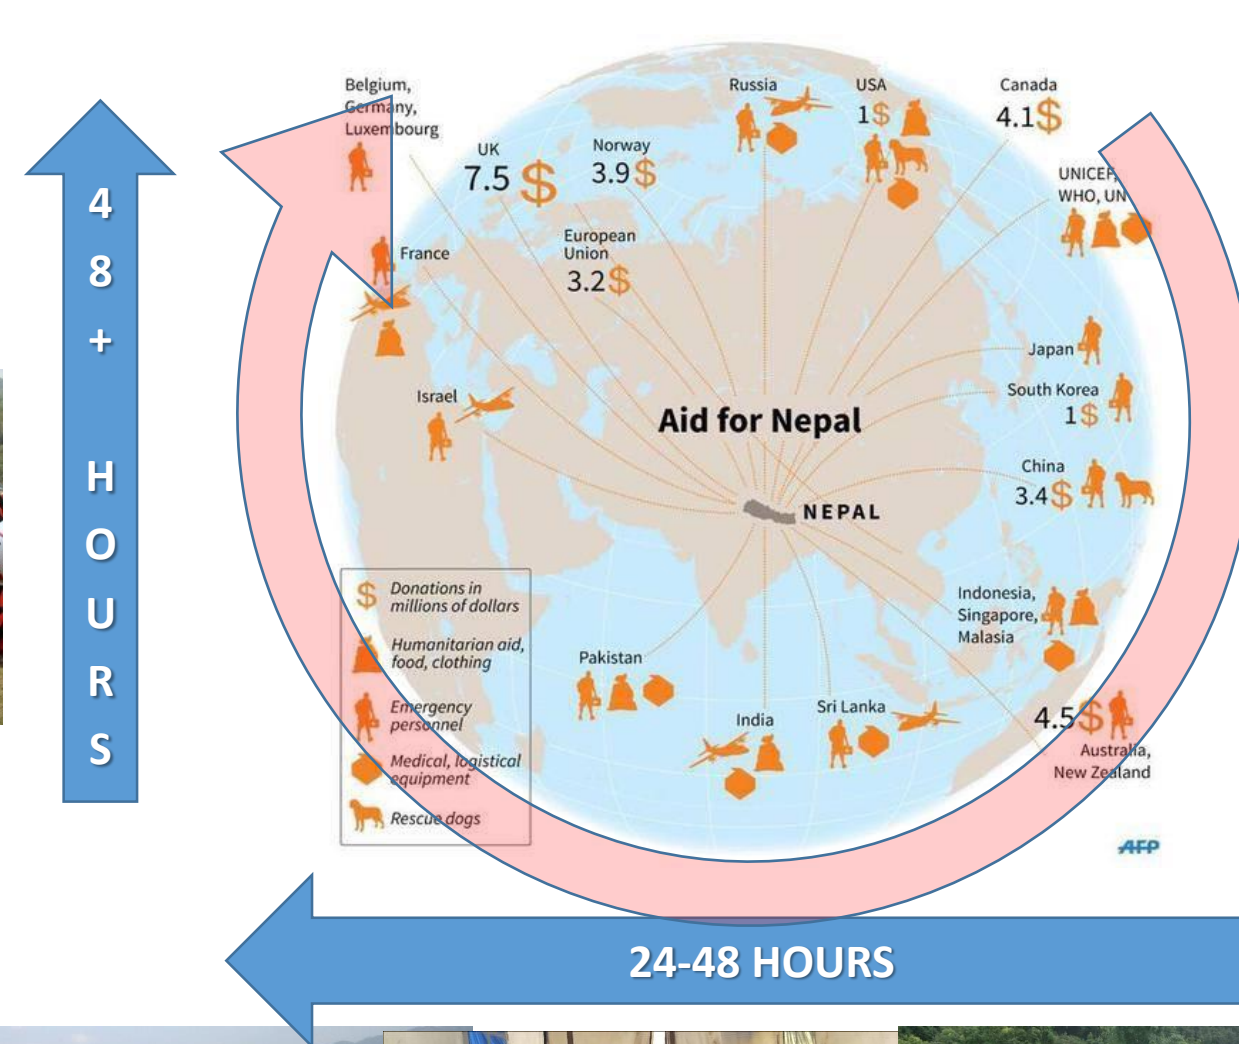 Belgium,
Germany,
Luxembourg
UK
7.5 $
Norway
3.9 $
European
Union
3.2 $
Russia
USA
1 $
Canada
4.1 $
UNICEF,
WHO, UN
France
Israel
Japan
South Korea
1 $
China
3.4 $
Aid for Nepal
NEPAL
Indonesia,
Singapore,
Malasia
4.5 $
Australia,
New Zealand
Pakistan
India
Sri Lanka
$ Donations in
millions of dollars
Humanitarian aid,
food, clothing
Emergency
personnel
Medical, logistical
equipment
Rescue dogs
AFP
4
8
+
H
O
U
R
S
24-48 HOURS